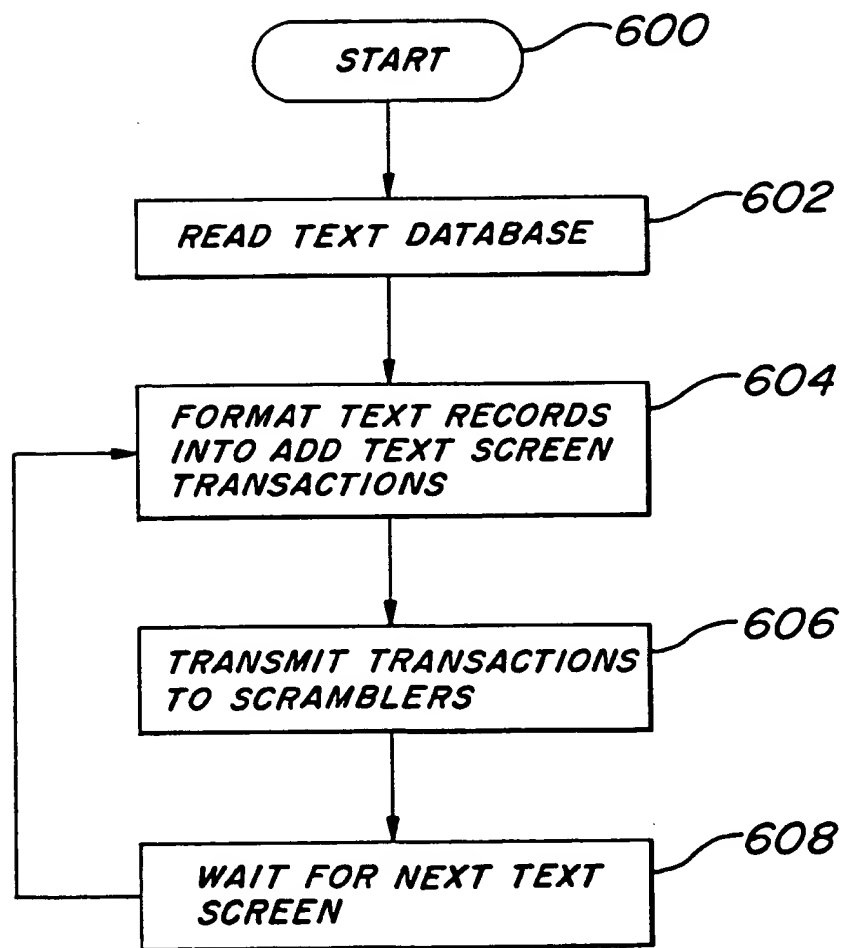 START
600
READ TEXT DATABASE
602
FORMAT TEXT RECORDS
INTO ADD TEXT SCREEN
TRANSACTIONS
604
TRANSMIT TRANSACTIONS
TO SCRAMBLERS
606
WAIT FOR NEXT TEXT
SCREEN
608